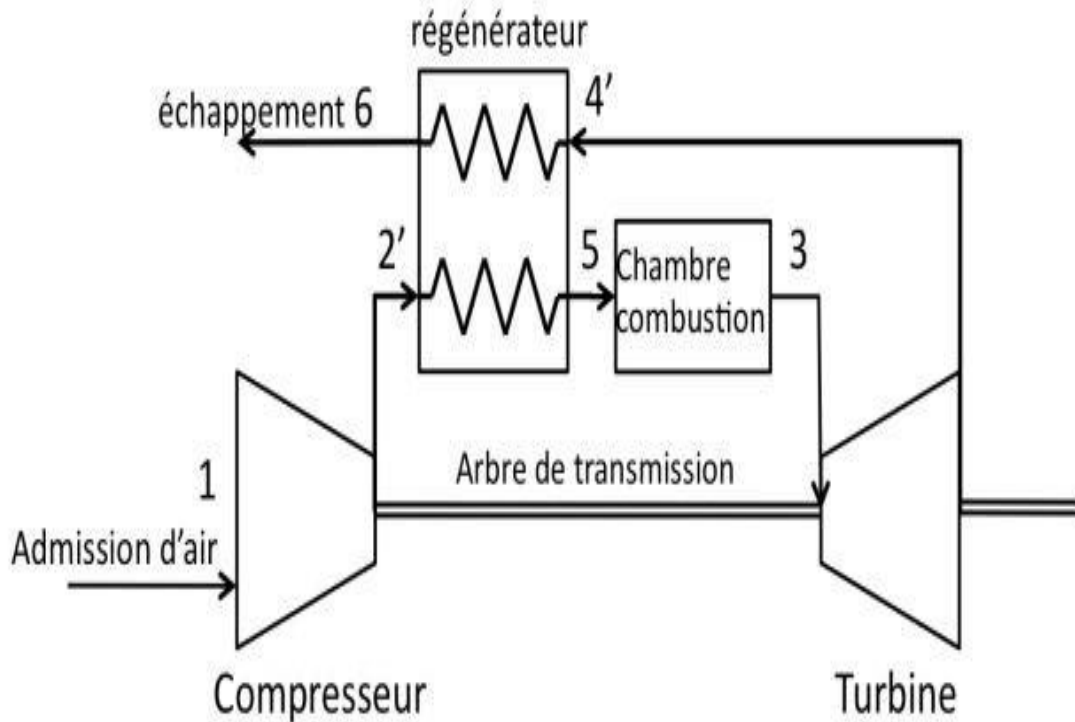 régénérateur
4’
échappement 6
2’
5
Chambre
combustion
3
Arbre de transmission
1
Admission d’air
Compresseur
Turbine